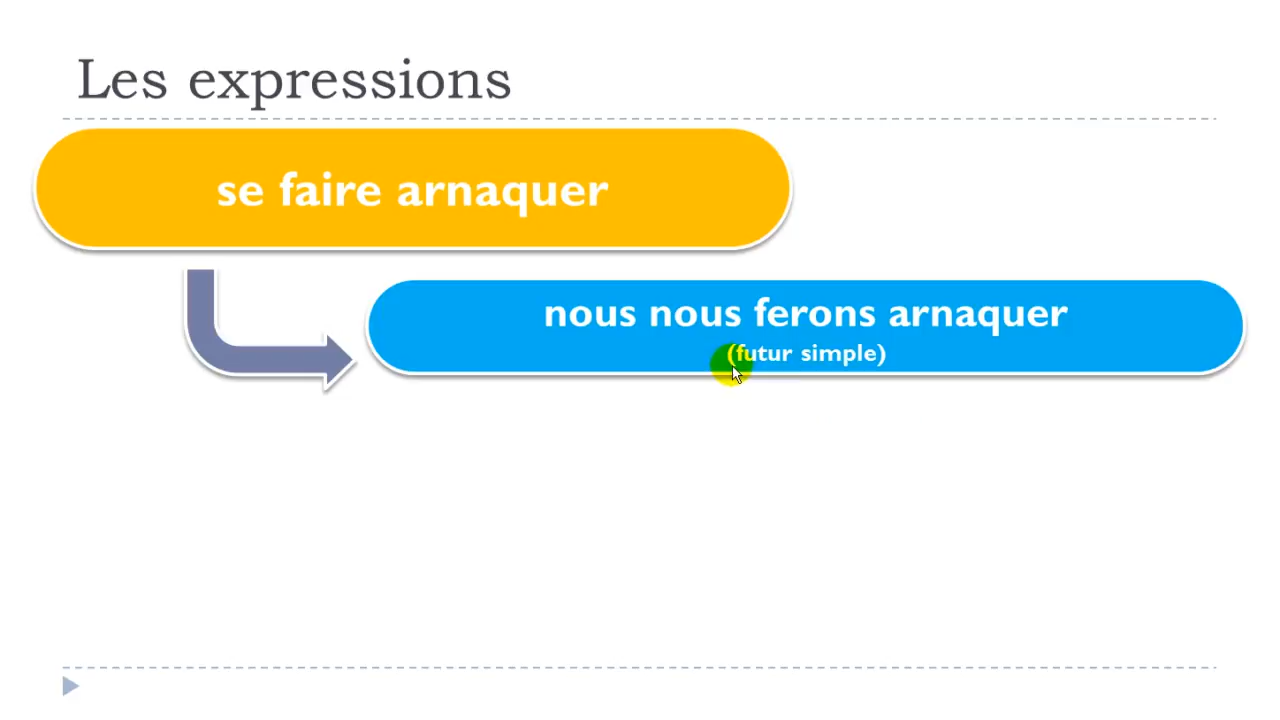 Les expressions
se faire arnaquer
nous nous ferons arnaquer
(futur simple)